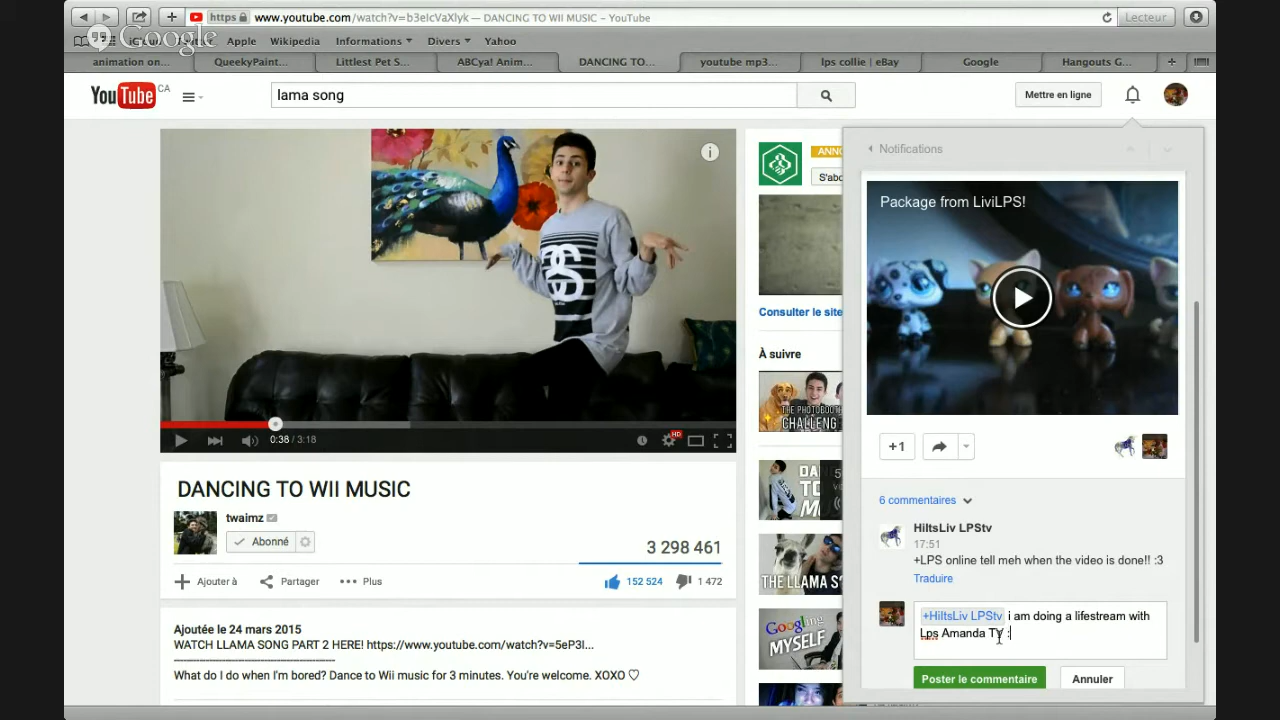 https www.youtube.com/watch?v=b3eIcVaXlyk — DANCING TO WII MUSIC – YouTube
Lecteur
Google
Apple
Wikipedia
Informations
Divers
Yahoo
animation on...
QueekyPaint...
Littlest Pet S...
ABCya! Anim...
DANCING TO...
youtube mp3...
lps collie | eBay
Google
Hangouts G...
YouTube CA
lama song
Mettre en ligne
Notifications
Package from LiviLPS!
ANNO
S'abo
Consulter le site
À suivre
THE PHOTOBOOTH
CHALLENG
THE LLAMA S
Googling
MYSELF
HD
0:38 / 3:18
DANCING TO WII MUSIC
twaimz
Abonné
3 298 461
Ajouter à
Partager
Plus
152 524
1 472
Ajoutée le 24 mars 2015
WATCH LLAMA SONG PART 2 HERE! https://www.youtube.com/watch?v=5eP3I...
What do I do when I'm bored? Dance to Wii music for 3 minutes. You're welcome. XOXO ♡
+1
6 commentaires
HiltsLiv LPStv
17:51
+LPS online tell meh when the video is done!! :3
Traduire
+HiltsLiv LPStv i am doing a lifestream with
Lps Amanda TV :
Poster le commentaire
Annuler